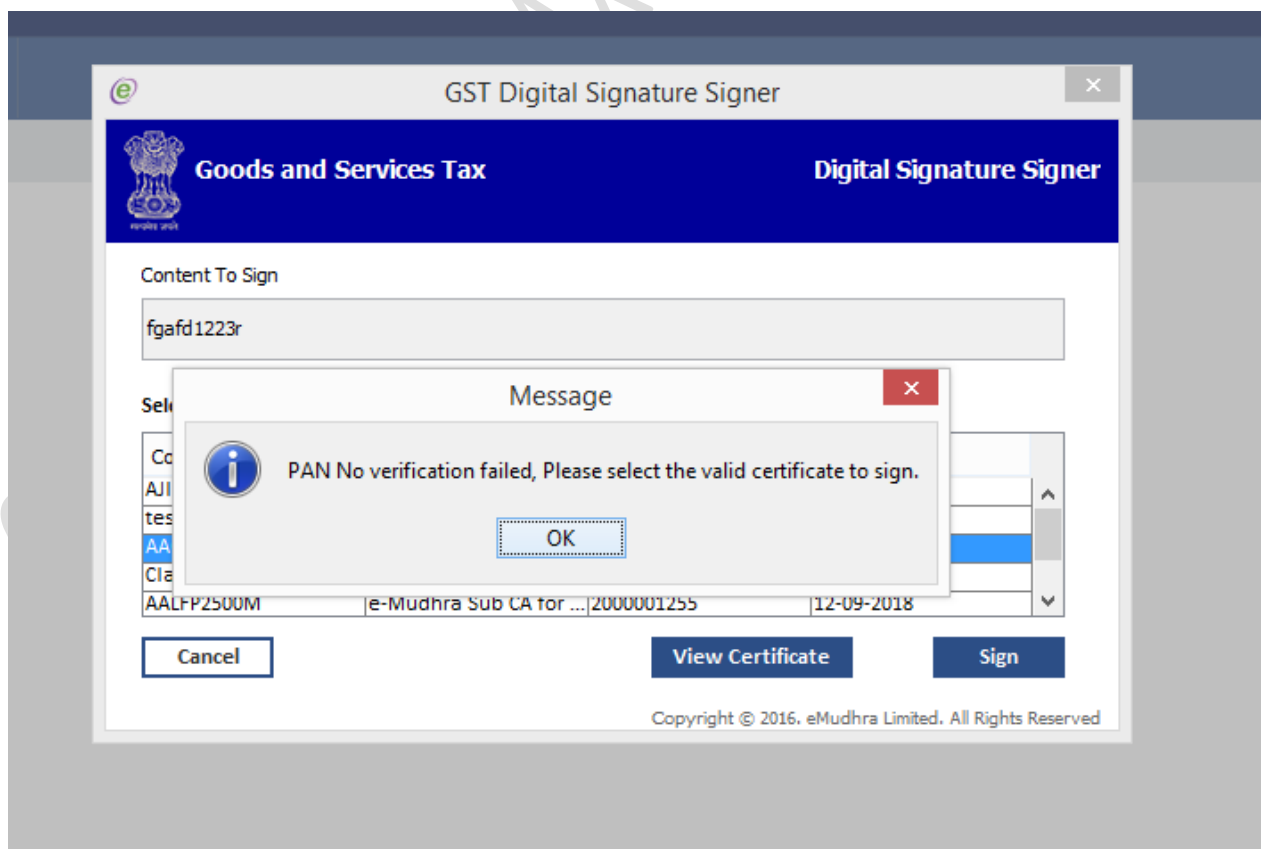 GST Digital Signature Signer
Goods and Services Tax
Digital Signature Signer
Content To Sign
fgafd1223r
Message
PAN No verification failed, Please select the valid certificate to sign.
OK
AALFP2500M e-Mudhra Sub CA for ... 2000001255 12-09-2018
Cancel
View Certificate
Sign
Copyright © 2016. eMudhra Limited. All Rights Reserved